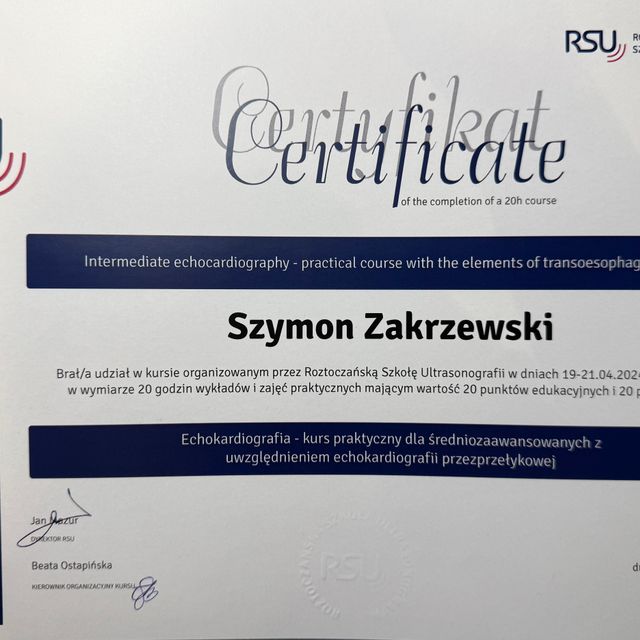 RSU
Certyfikat
Certificate
of the completion of a 20h course
Intermediate echocardiography - practical course with the elements of transoesophag
Szymon Zakrzewski
Brał/a udział w kursie organizowanym przez Roztoczańską Szkołę Ultrasonografii w dniach 19-21.04.2024
w wymiarze 20 godzin wykładów i zajęć praktycznych mającym wartość 20 punktów edukacyjnych i 20 p
Echokardiografia - kurs praktyczny dla średniozaawansowanych z
uwzględnieniem echokardiografii przezprzełykowej
Jan Mazur
DYREKTOR RSU
Beata Ostapińska
KIEROWNIK ORGANIZACYJNY KURSU
RSU